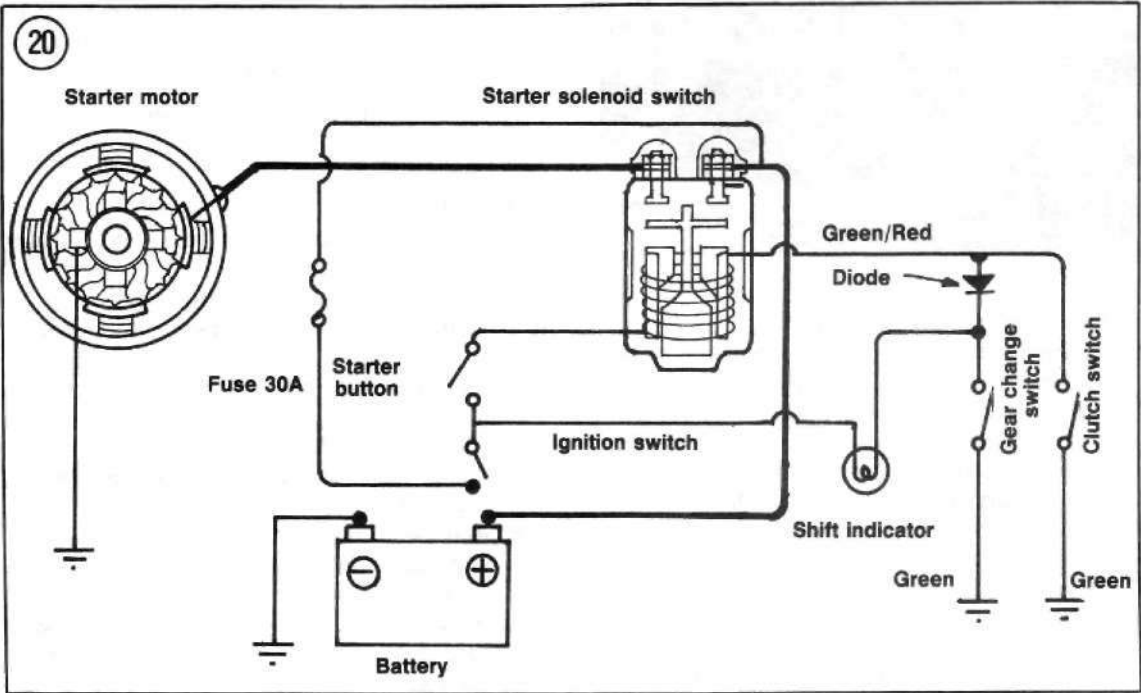 20
Starter motor
Starter solenoid switch
Green/Red
Diode
Fuse 30A
Starter
button
Gear change
switch
Clutch switch
Ignition switch
Shift indicator
Green
Green
Battery